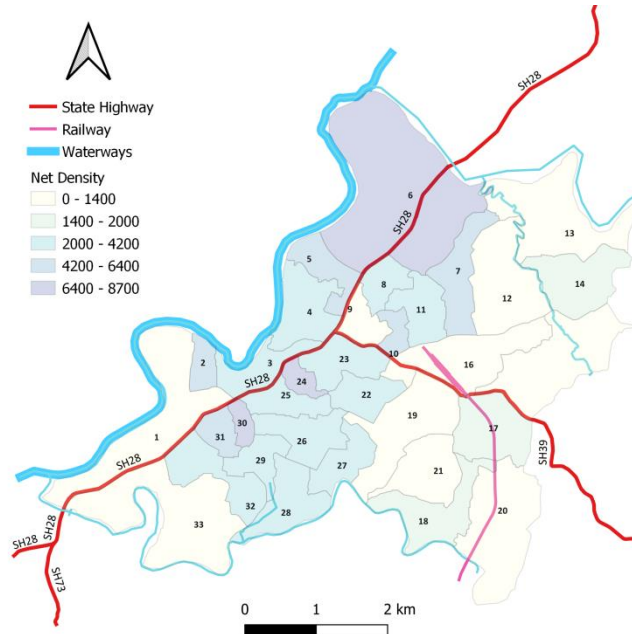 SH28
State Highway
Railway
Waterways
Net Density
0 - 1400
1400 - 2000
2000 - 4200
4200 - 6400
6400 - 8700
6
SH28
13
5
7
8
14
4
9
11
12
10
2
3
23
16
SH28
24
25
22
19
30
17
1
31
26
SH28
29
27
21
SH39
32
28
18
20
33
SH28
SH28
SH73
0 1 2 km